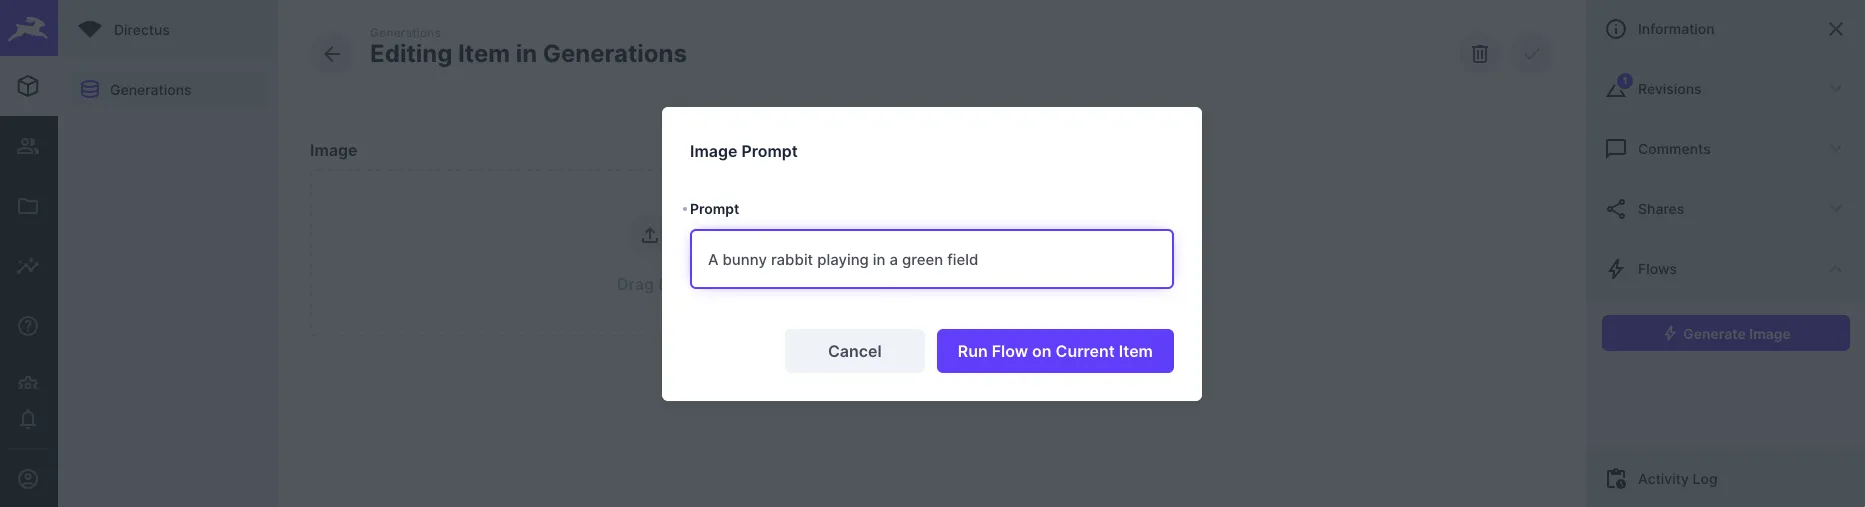 Directus
Generations
Generations
Editing Item in Generations
Image
Drag
Image Prompt
Prompt
A bunny rabbit playing in a green field
Cancel
Run Flow on Current Item
Information
1
Revisions
Comments
Shares
Flows
Generate Image
Activity Log